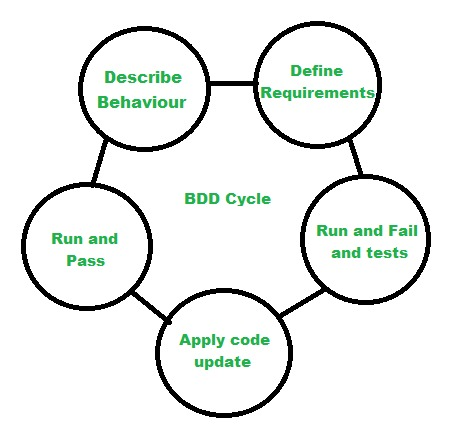 Describe
Behaviour
Define
Requirements
BDD Cycle
Run and Fail
and tests
Apply code
update
Run and
Pass